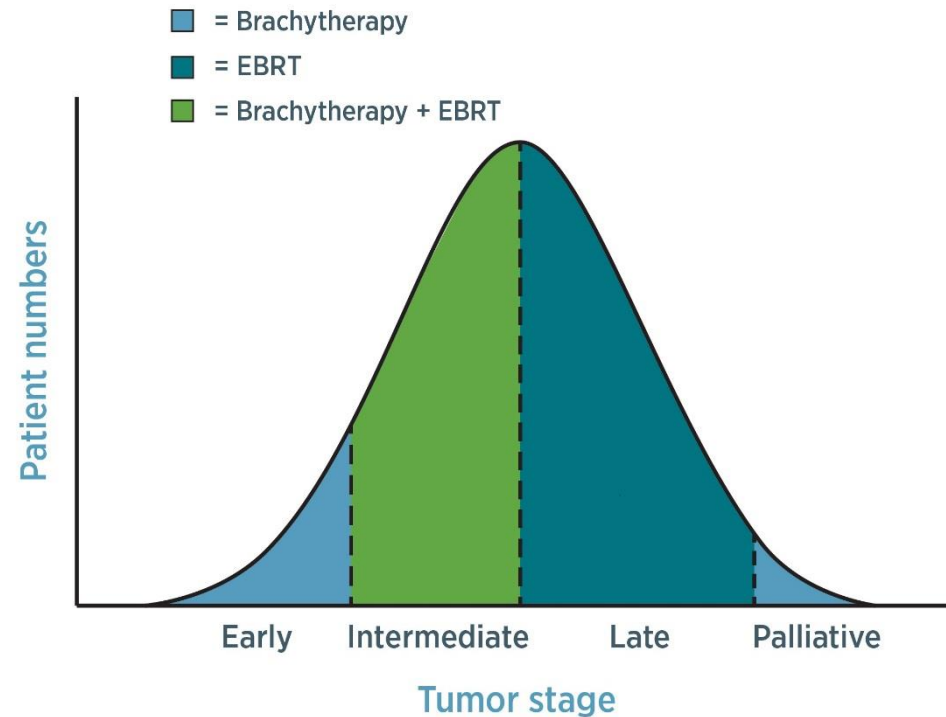 = Brachytherapy
= EBRT
= Brachytherapy + EBRT
Patient numbers
Early Intermediate Late Palliative
Tumor stage